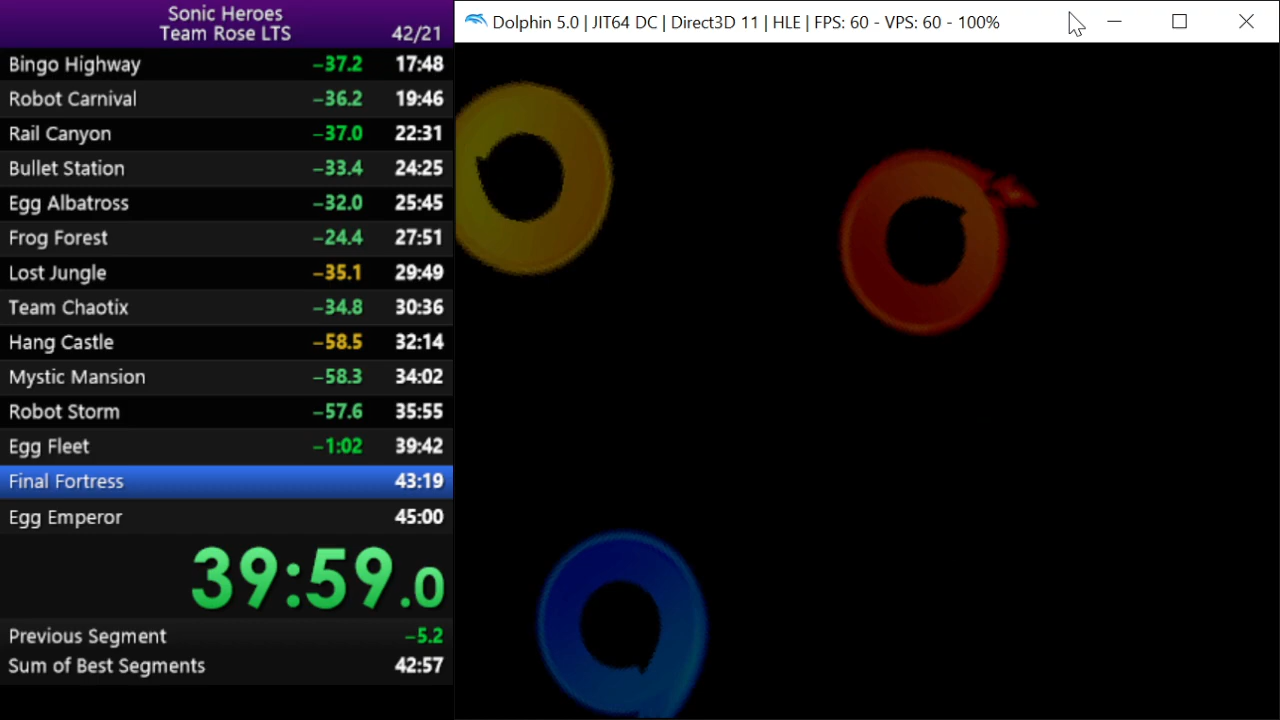 Sonic Heroes
Team Rose LTS 42/21
Bingo Highway −37.2 17:48
Robot Carnival −36.2 19:46
Rail Canyon −37.0 22:31
Bullet Station −33.4 24:25
Egg Albatross −32.0 25:45
Frog Forest −24.4 27:51
Lost Jungle −35.1 29:49
Team Chaotix −34.8 30:36
Hang Castle −58.5 32:14
Mystic Mansion −58.3 34:02
Robot Storm −57.6 35:55
Egg Fleet −1:02 39:42
Final Fortress 43:19
Egg Emperor 45:00
39:59.0
Previous Segment −5.2
Sum of Best Segments 42:57
Dolphin 5.0 | JIT64 DC | Direct3D 11 | HLE | FPS: 60 - VPS: 60 - 100%